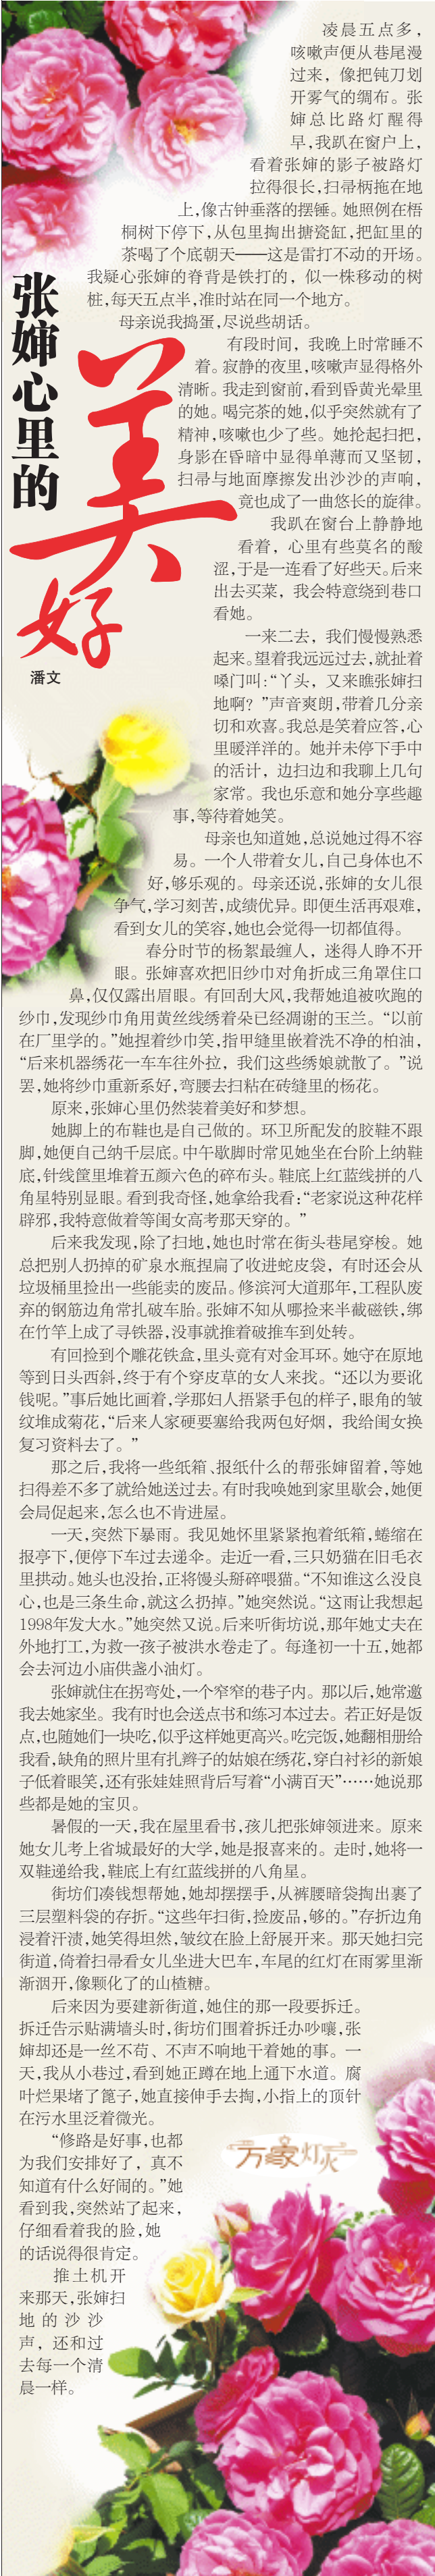 张婶心里的
美好
潘文
凌晨五点多，
咳嗽声便从巷尾漫
过来，像把钝刀划
开雾气的绸布。张
婶总比路灯醒得
早，我趴在窗户上，
看着张婶的影子被路灯
拉得很长，扫帚柄拖在地
上，像古钟垂落的摆锤。她照例在梧
桐树下停下，从包里掏出搪瓷缸，把缸里的
茶喝了个底朝天——这是雷打不动的开场。
我疑心张婶的脊背是铁打的，似一株移动的树
桩，每天五点半，准时站在同一个地方。
母亲说我捣蛋，尽说些胡话。
有段时间，我晚上时常睡不
着。寂静的夜里，咳嗽声显得格外
清晰。我走到窗前，看到昏黄光晕里
的她。喝完茶的她，似乎突然就有了
精神，咳嗽也少了些。她抡起扫把，
身影在昏暗中显得单薄而又坚韧，
扫帚与地面摩擦发出沙沙的声响，
竟也成了一曲悠长的旋律。
我趴在窗台上静静地
看着，心里有些莫名的酸
涩，于是一连看了好些天。后来
出去买菜，我会特意绕到巷口
看她。
一来二去，我们慢慢熟悉
起来。望着我远远过去，就扯着
嗓门叫：“丫头，又来瞧张婶扫
地啊？”声音爽朗，带着几分亲
切和欢喜。我总是笑着应答，心
里暖洋洋的。她并未停下手中
的活计，边扫边和我聊上几句
家常。我也乐意和她分享些趣
事，等待着她笑。
母亲也知道她，总说她过得不容
易。一个人带着女儿，自己身体也不
好，够乐观的。母亲还说，张婶的女儿很
争气，学习刻苦，成绩优异。即便生活再艰难，
看到女儿的笑容，她也会觉得一切都值得。
春分时节的杨絮最缠人，迷得人睁不开
眼。张婶喜欢把旧纱巾对角折成三角罩住口
鼻，仅仅露出眉眼。有回刮大风，我帮她追被吹跑的
纱巾，发现纱巾角用黄丝线绣着朵已经凋谢的玉兰。“以前
在厂里学的。”她捏着纱巾笑，指甲缝里嵌着洗不净的柏油，
“后来机器绣花一车车往外拉，我们这些绣娘就散了。”说
罢，她将纱巾重新系好，弯腰去扫粘在砖缝里的杨花。
原来，张婶心里仍然装着美好和梦想。
她脚上的布鞋也是自己做的。环卫所配发的胶鞋不跟
脚，她便自己纳千层底。中午歇脚时常见她坐在台阶上纳鞋
底，针线筐里堆着五颜六色的碎布头。鞋底上红蓝线拼的八
角星特别显眼。看到我奇怪，她拿给我看：“老家说这种花样
辟邪，我特意做着等闺女高考那天穿的。”
后来我发现，除了扫地，她也时常在街头巷尾穿梭。她
总把别人扔掉的矿泉水瓶捏扁了收进蛇皮袋，有时还会从
垃圾桶里捡出一些能卖的废品。修滨河大道那年，工程队废
弃的钢筋边角常扎破车胎。张婶不知从哪捡来半截磁铁，绑
在竹竿上成了寻铁器，没事就推着破推车到处转。
有回捡到个雕花铁盒，里头竟有对金耳环。她守在原地
等到日头西斜，终于有个穿皮草的女人来找。“还以为要讹
钱呢。”事后她比画着，学那妇人捂紧手包的样子，眼角的皱
纹堆成菊花，“后来人家硬要塞给我两包好烟，我给闺女换
复习资料去了。”
那之后，我将一些纸箱、报纸什么的帮张婶留着，等她
扫得差不多了就给她送过去。有时我唤她到家里歇会，她便
会局促起来，怎么也不肯进屋。
一天，突然下暴雨。我见她怀里紧紧抱着纸箱，蜷缩在
报亭下，便停下车过去递伞。走近一看，三只奶猫在旧毛衣
里拱动。她头也没抬，正将馒头掰碎喂猫。“不知谁这么没良
心，也是三条生命，就这么扔掉。”她突然说。“这雨让我想起
1998年发大水。”她突然又说。后来听街坊说，那年她丈夫在
外地打工，为救一孩子被洪水卷走了。每逢初一十五，她都
会去河边小庙供盏小油灯。
张婶就住在拐弯处，一个窄窄的巷子内。那以后，她常邀
我去她家坐。我有时也会送点书和练习本过去。若正好是饭
点，也随她们一块吃，似乎这样她更高兴。吃完饭，她翻相册给
我看，缺角的照片里有扎辫子的姑娘在绣花，穿白衬衫的新娘
子低着眼笑，还有张娃娃照背后写着“小满百天”……她说那
些都是她的宝贝。
暑假的一天，我在屋里看书，孩儿把张婶领进来。原来
她女儿考上省城最好的大学，她是报喜来的。走时，她将一
双鞋递给我，鞋底上有红蓝线拼的八角星。
街坊们凑钱想帮她，她却摆摆手，从裤腰暗袋掏出裹了
三层塑料袋的存折。“这些年扫街，捡废品，够的。”存折边角
浸着汗渍，她笑得坦然，皱纹在脸上舒展开来。那天她扫完
街道，倚着扫帚看女儿坐进大巴车，车尾的红灯在雨雾里渐
渐洇开，像颗化了的山楂糖。
后来因为要建新街道，她住的那一段要拆迁。
拆迁告示贴满墙头时，街坊们围着拆迁办吵嚷，张
婶却还是一丝不苟、不声不响地干着她的事。一
天，我从小巷过，看到她正蹲在地上通下水道。腐
叶烂果堵了篦子，她直接伸手去掏，小指上的顶针
在污水里泛着微光。
“修路是好事，也都
为我们安排好了，真不
知道有什么好闹的。”她
看到我，突然站了起来，
仔细看着我的脸，她
的话说得很肯定。
推土机开
来那天，张婶扫
地的沙沙
声，还和过
去每一个清
晨一样。
万家灯火